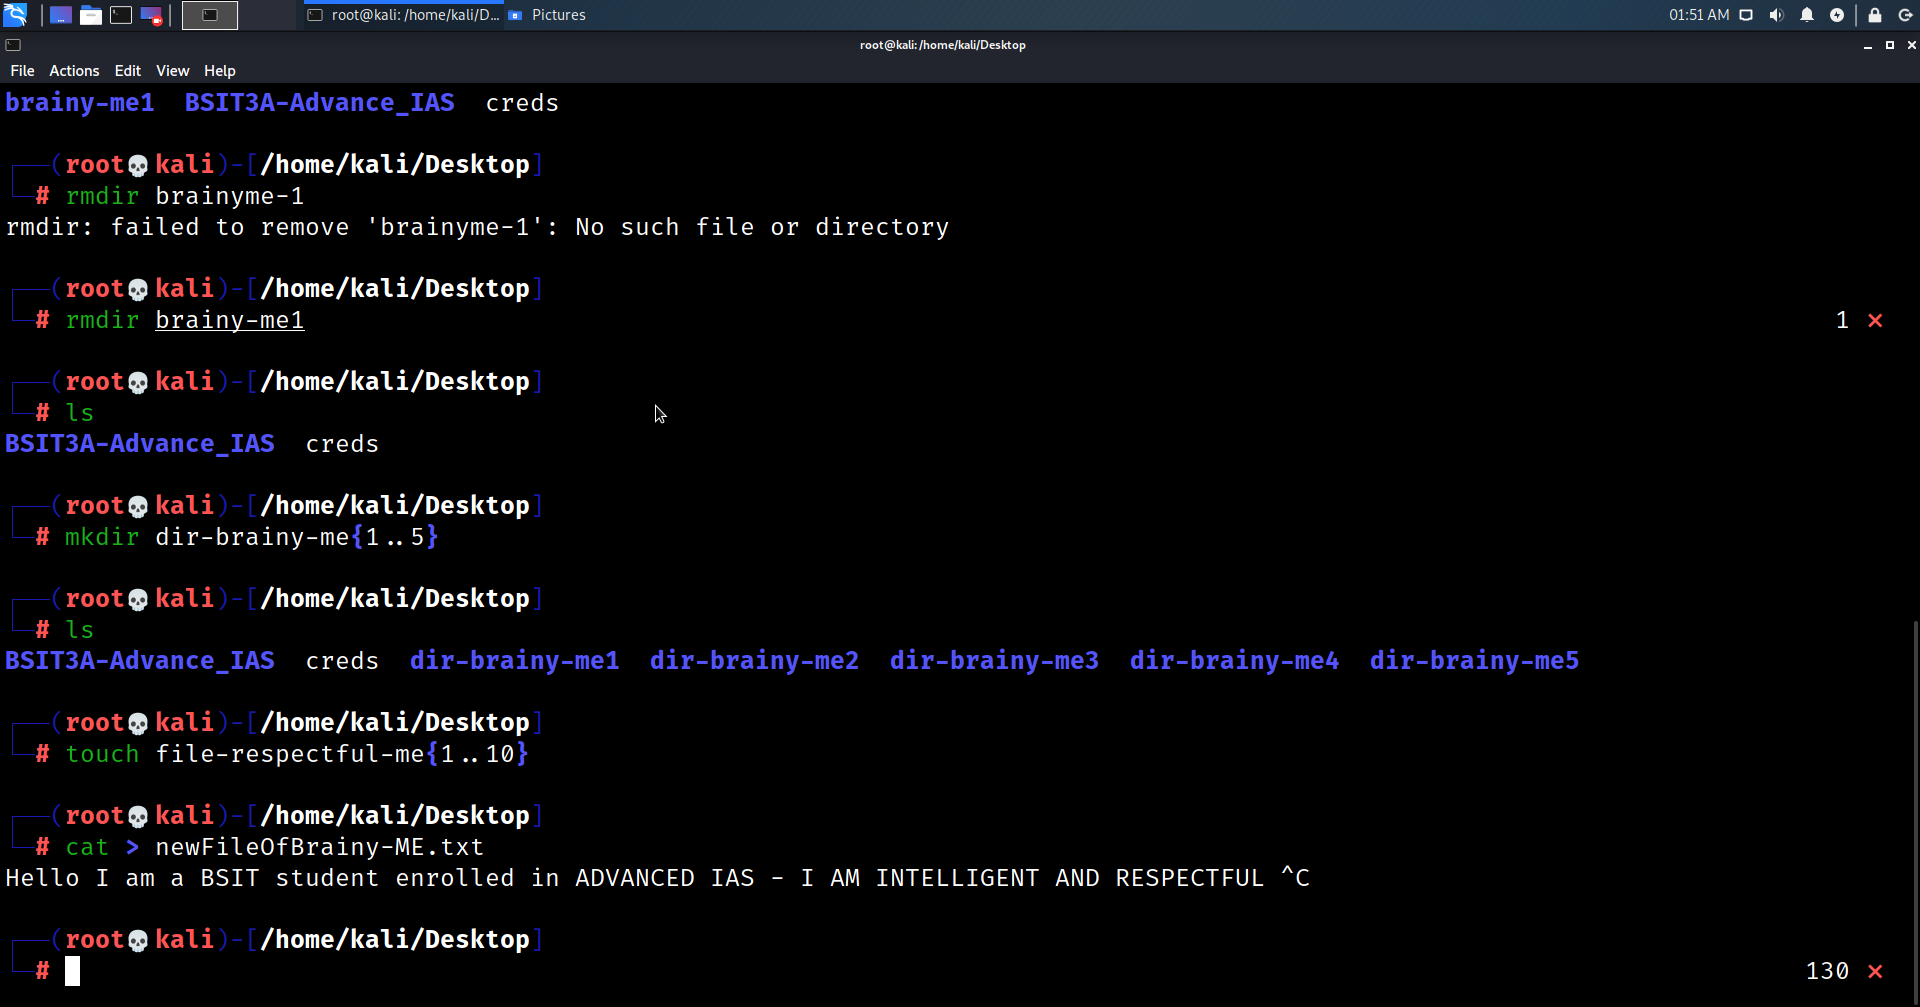 root@kali: /home/kali/D... Pictures 01:51 AM
root@kali: /home/kali/Desktop
File Actions Edit View Help
brainy-me1 BSIT3A-Advance_IAS creds
(root💀kali)-[/home/kali/Desktop]
# rmdir brainyme-1
rmdir: failed to remove 'brainyme-1': No such file or directory
(root💀kali)-[/home/kali/Desktop]
# rmdir brainy-me1 1 ×
(root💀kali)-[/home/kali/Desktop]
# ls
BSIT3A-Advance_IAS creds
(root💀kali)-[/home/kali/Desktop]
# mkdir dir-brainy-me{1..5}
(root💀kali)-[/home/kali/Desktop]
# ls
BSIT3A-Advance_IAS creds dir-brainy-me1 dir-brainy-me2 dir-brainy-me3 dir-brainy-me4 dir-brainy-me5
(root💀kali)-[/home/kali/Desktop]
# touch file-respectful-me{1..10}
(root💀kali)-[/home/kali/Desktop]
# cat > newFileOfBrainy-ME.txt
Hello I am a BSIT student enrolled in ADVANCED IAS - I AM INTELLIGENT AND RESPECTFUL ^C
(root💀kali)-[/home/kali/Desktop]
# 130 ×